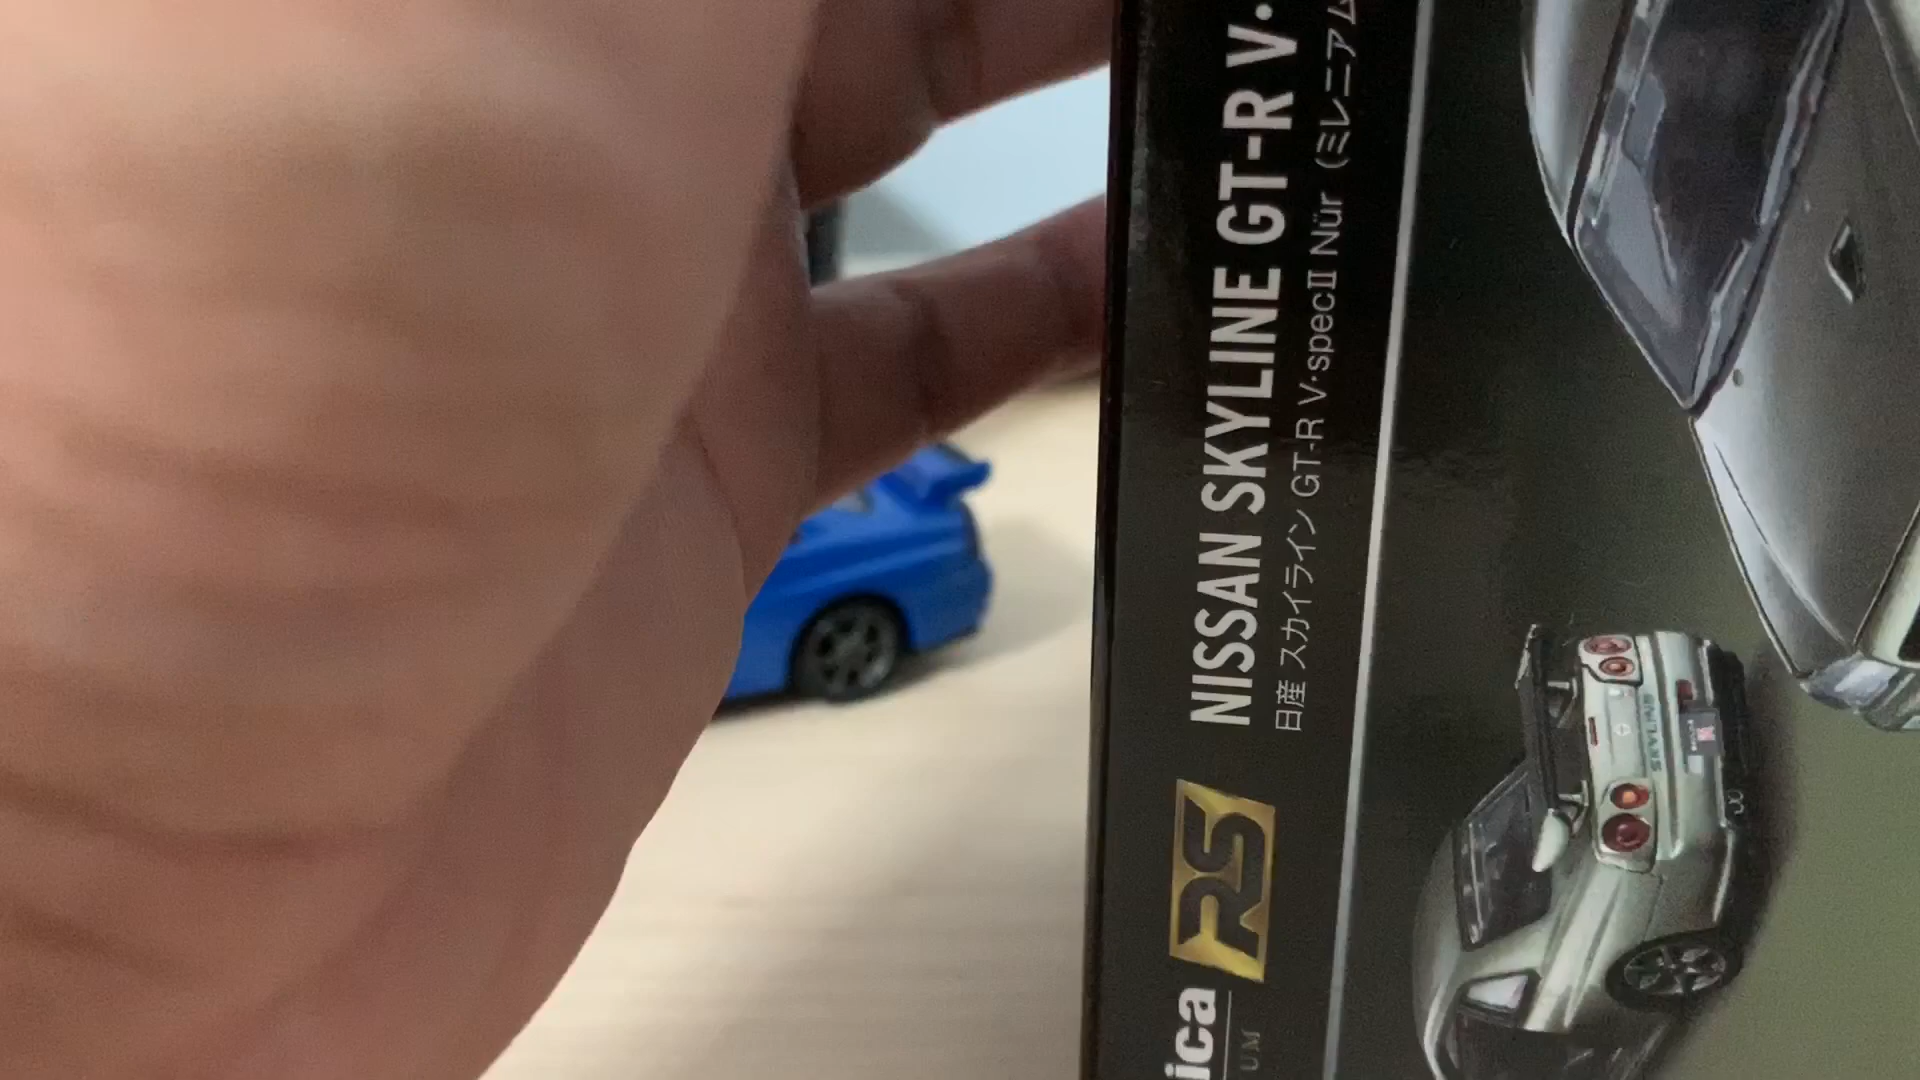 NISSAN SKYLINE GT-R V・
日産 スカイライン GT-R V・specⅡ Nür（ミレニアム
RS
ica
UM
SKYLINE